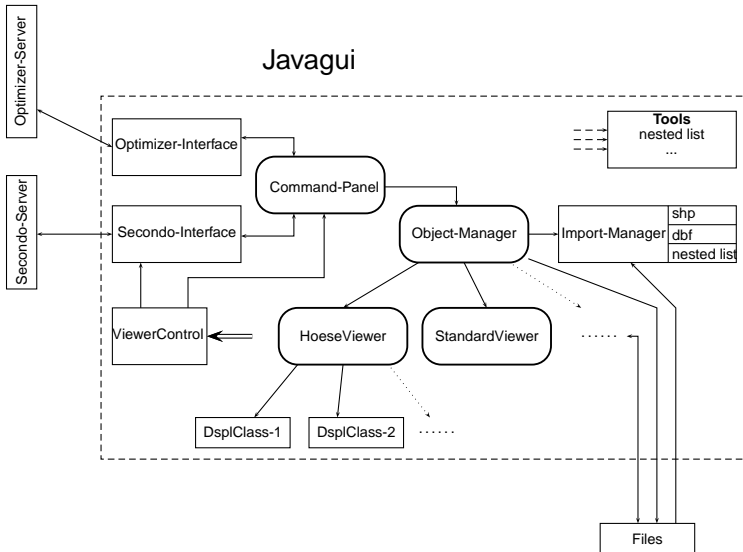 Javagui
Optimizer-Server
Secondo-Server
Optimizer-Interface
Tools
nested list
...
Command-Panel
Secondo-Interface
Object-Manager
Import-Manager
shp
dbf
nested list
ViewerControl
HoeseViewer
StandardViewer
......
DsplClass-1
DsplClass-2
......
Files